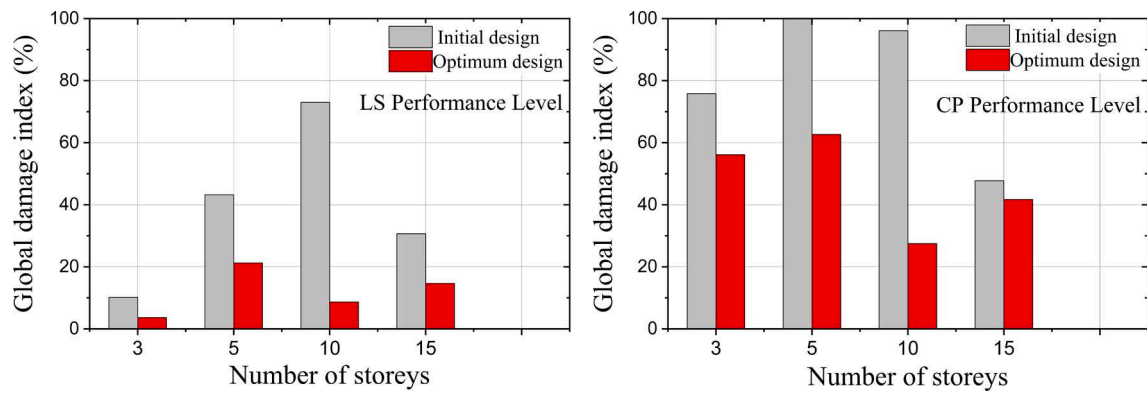 Global damage index (%)
100
80
60
40
20
0
Initial design
Optimum design
LS Performance Level
3 5 10 15
Number of storeys
Global damage index (%)
100
80
60
40
20
0
Initial design
Optimum design
CP Performance Level
3 5 10 15
Number of storeys